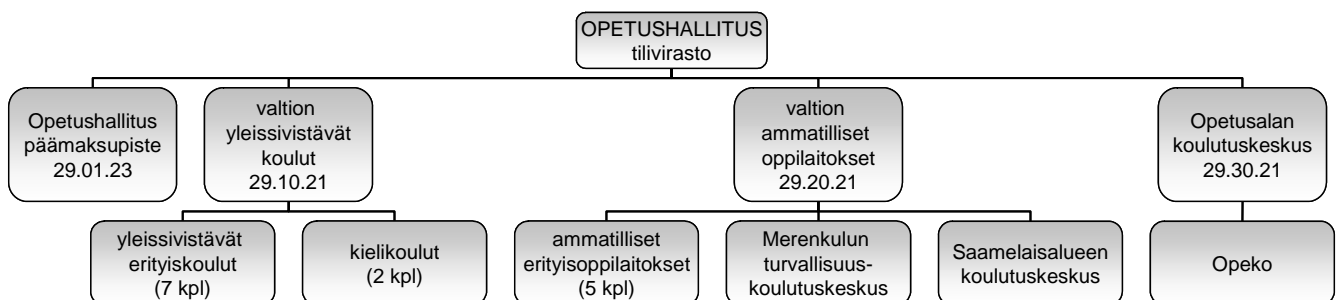 OPETUSHALLITUS
tilivirasto
Opetushallitus
päämaksupiste
29.01.23
valtion
yleissivistävät
koulut
29.10.21
valtion
ammatilliset
oppilaitokset
29.20.21
Opetusalan
koulutuskeskus
29.30.21
yleissivistävät
erityiskoulut
(7 kpl)
kielikoulut
(2 kpl)
ammatilliset
erityisoppilaitokset
(5 kpl)
Merenkulun
turvallisuus-
koulutuskeskus
Saamelaisalueen
koulutuskeskus
Opeko